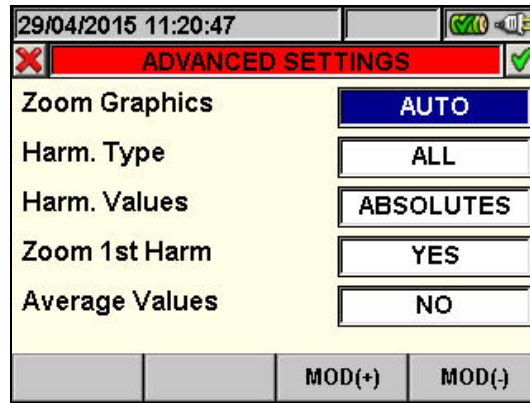 29/04/2015 11:20:47
ADVANCED SETTINGS
Zoom Graphics AUTO
Harm. Type ALL
Harm. Values ABSOLUTES
Zoom 1st Harm YES
Average Values NO
MOD(+) MOD(-)